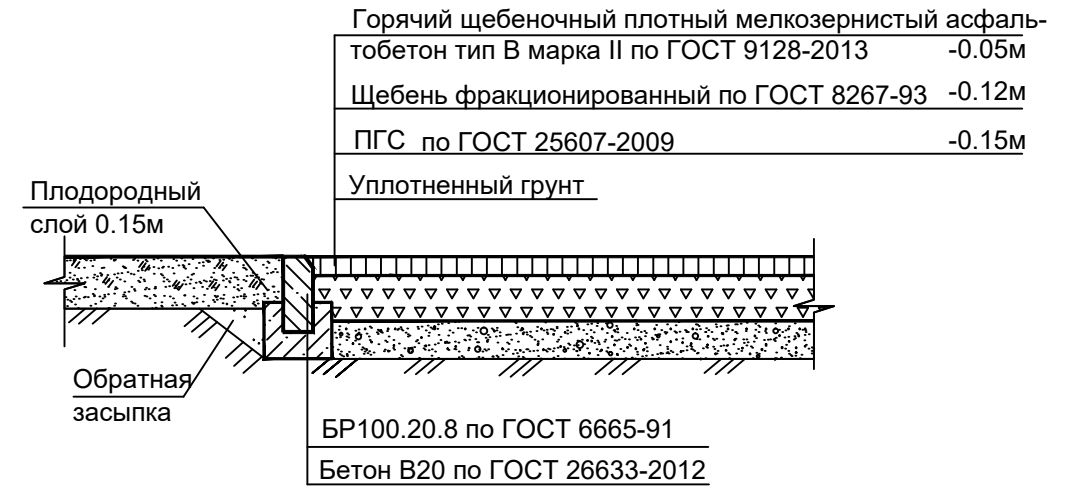 Горячий щебеночный плотный мелкозернистый асфаль-
тобетон тип В марка II по ГОСТ 9128-2013 -0.05м
Щебень фракционированный по ГОСТ 8267-93 -0.12м
ПГС по ГОСТ 25607-2009 -0.15м
Уплотненный грунт
Плодородный
слой 0.15м
Обратная
засыпка
БР100.20.8 по ГОСТ 6665-91
Бетон В20 по ГОСТ 26633-2012